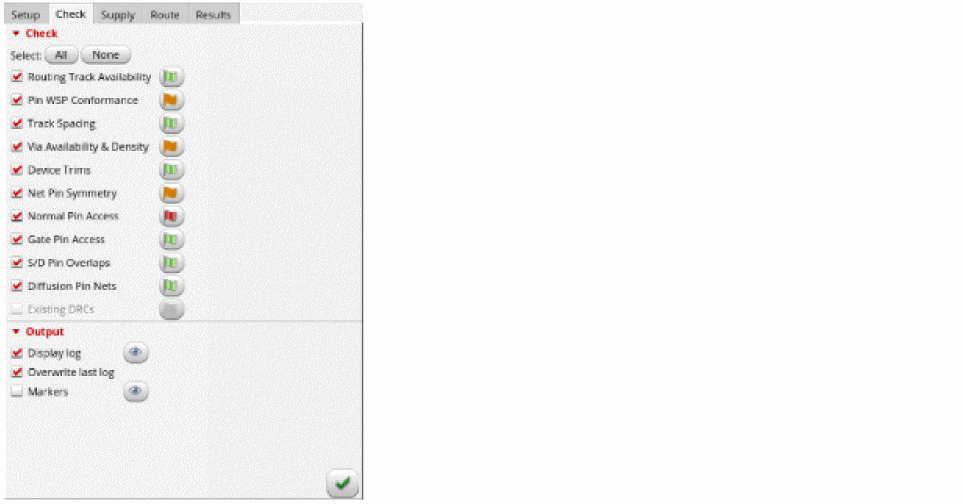 Setup Check Supply Route Results
Check
Select: All None
Routing Track Availability
Pin WSP Conformance
Track Spacing
Via Availability & Density
Device Trims
Net Pin Symmetry
Normal Pin Access
Gate Pin Access
S/D Pin Overlaps
Diffusion Pin Nets
Existing DRCs
Output
Display log
Overwrite last log
Markers